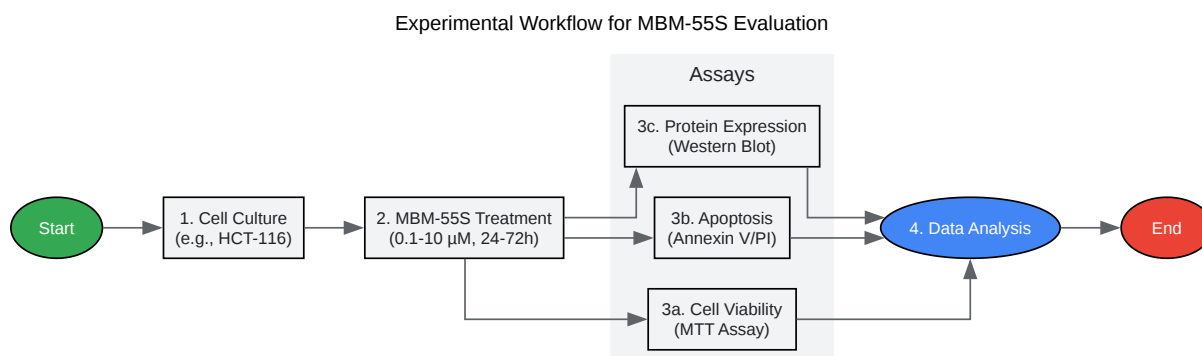 Experimental Workflow for MBM-55S Evaluation
Assays
3c. Protein Expression
(Western Blot)
Start
1. Cell Culture
(e.g., HCT-116)
2. MBM-55S Treatment
(0.1-10 µM, 24-72h)
3b. Apoptosis
(Annexin V/PI)
4. Data Analysis
End
3a. Cell Viability
(MTT Assay)